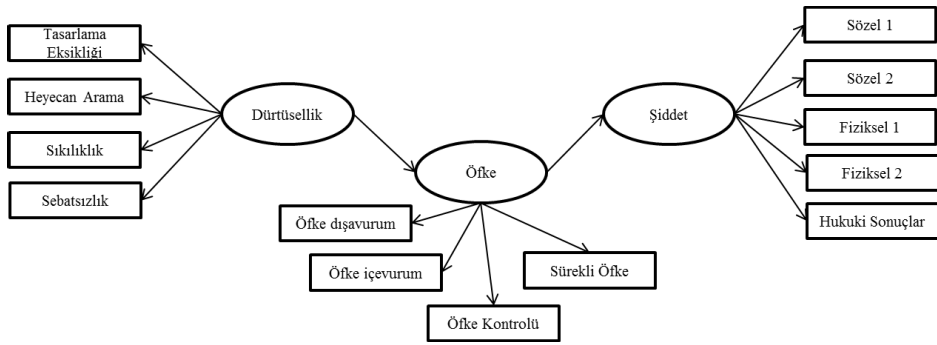 Tasarlama
Eksikliği
Heyecan Arama
Sıkılıklık
Sebatsızlık
Dürtüsellik
Öfke
Öfke dışavurum
Öfke içevurum
Öfke Kontrolü
Sürekli Öfke
Şiddet
Sözel 1
Sözel 2
Fiziksel 1
Fiziksel 2
Hukuki Sonuçlar